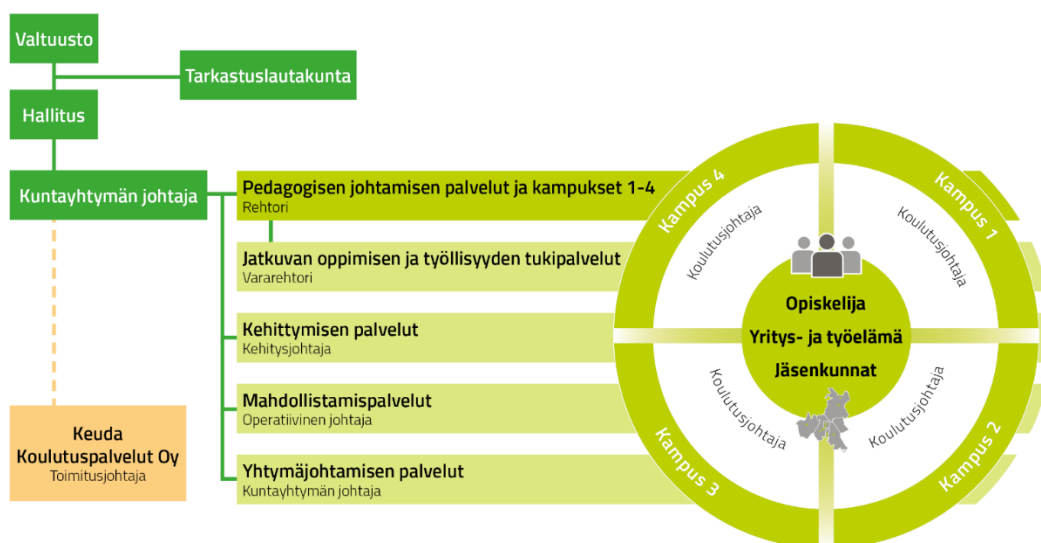 Valtuusto
Tarkastuslautakunta
Hallitus
Kuntayhtymän johtaja
Pedagogisen johtamisen palvelut ja kampukset 1-4
Rehtori
Jatkuvan oppimisen ja työllisyyden tukipalvelut
Vararehtori
Kehittymisen palvelut
Kehitysjohtaja
Mahdollistamispalvelut
Operatiivinen johtaja
Yhtymäjohtamisen palvelut
Kuntayhtymän johtaja
Keuda
Koulutuspalvelut Oy
Toimitusjohtaja
Kampus 4
Koulutusjohtaja
Kampus 1
Koulutusjohtaja
Opiskelija
Yritys- ja työelämä
Jäsenkunnat
Kampus 3
Koulutusjohtaja
Kampus 2
Koulutusjohtaja